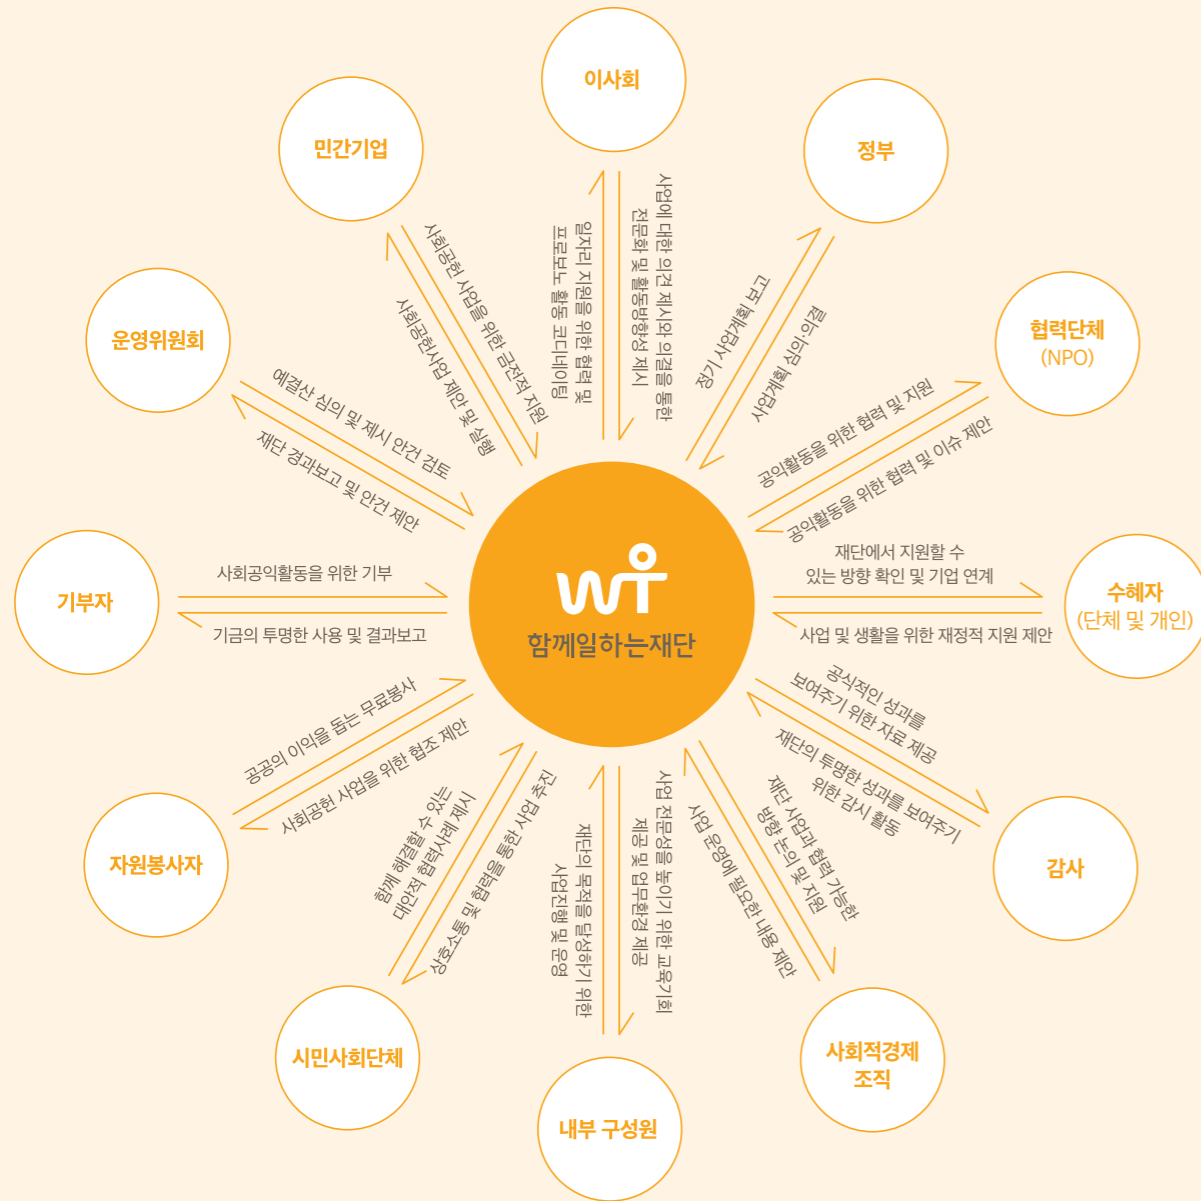 이사회
민간기업
정부
운영위원회
협력단체
(NPO)
기부자
수혜자
(단체 및 개인)
자원봉사자
감사
시민사회단체
사회적경제
조직
내부 구성원
WT
함께일하는재단
일자리 지원을 위한 협력 및
프로보노 활동 코디네이팅
사업에 대한 의견 제시와 의결을 통한
전문화 및 활동방향성 제시
정기 사업계획 보고
사업계획 심의·의결
공익활동을 위한 협력 및 지원
공익활동을 위한 협력 및 이슈 제안
재단에서 지원할 수
있는 방향 확인 및 기업 연계
사업 및 생활을 위한 재정적 지원 제안
공식적인 성과를
보여주기 위한 자료 제공
재단의 투명한 성과를 보여주기
위한 감시 활동
재단 사업과 협력 가능한
방향 논의 및 지원
사업 운영에 필요한 내용 제안
사업 전문성을 높이기 위한 교육기회
제공 및 업무환경 제공
재단의 목적을 달성하기 위한
사업진행 및 운영
상호소통 및 협력을 통한 사업 추진
함께 해결할 수 있는
대안적 협력사례 제시
공공의 이익을 돕는 무료봉사
사회공헌 사업을 위한 협조 제안
사회공익활동을 위한 기부
기금의 투명한 사용 및 결과보고
예결산 심의 및 제시 안건 검토
재단 경과보고 및 안건 제안
사회공헌 사업을 위한 금전적 지원
사회공헌사업 제안 및 실행